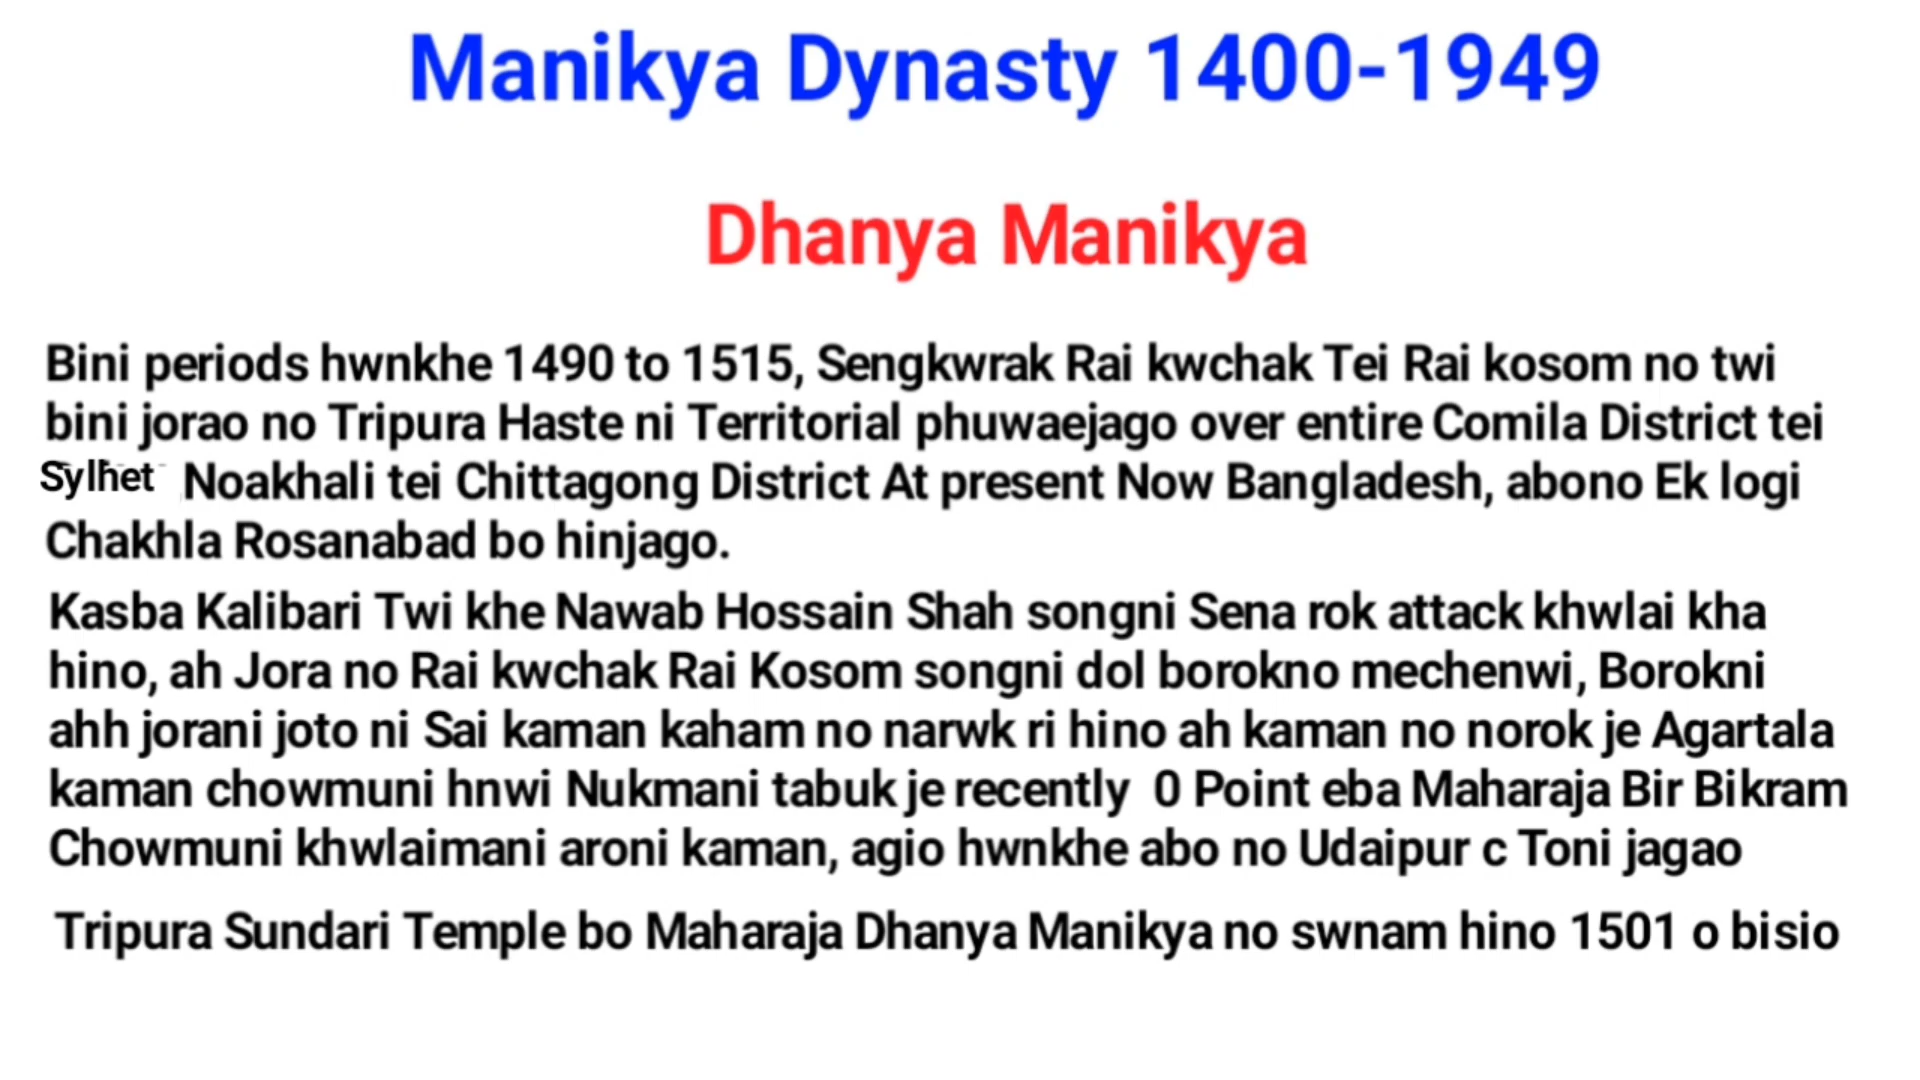 Manikya Dynasty 1400-1949
Dhanya Manikya
Bini periods hwnkhe 1490 to 1515, Sengkwrak Rai kwchak Tei Rai kosom no twi
bini jorao no Tripura Haste ni Territorial phuwaejago over entire Comila District tei
Sylhet Noakhali tei Chittagong District At present Now Bangladesh, abono Ek logi
Chakhla Rosanabad bo hinjago.
Kasba Kalibari Twi khe Nawab Hossain Shah songni Sena rok attack khwlai kha
hino, ah Jora no Rai kwchak Rai Kosom songni dol borokno mechenwi, Borokni
ahh jorani joto ni Sai kaman kaham no narwk ri hino ah kaman no norok je Agartala
kaman chowmuni hnwi Nukmani tabuk je recently 0 Point eba Maharaja Bir Bikram
Chowmuni khwlaimani aroni kaman, agio hwnkhe abo no Udaipur c Toni jagao
Tripura Sundari Temple bo Maharaja Dhanya Manikya no swnam hino 1501 o bisio